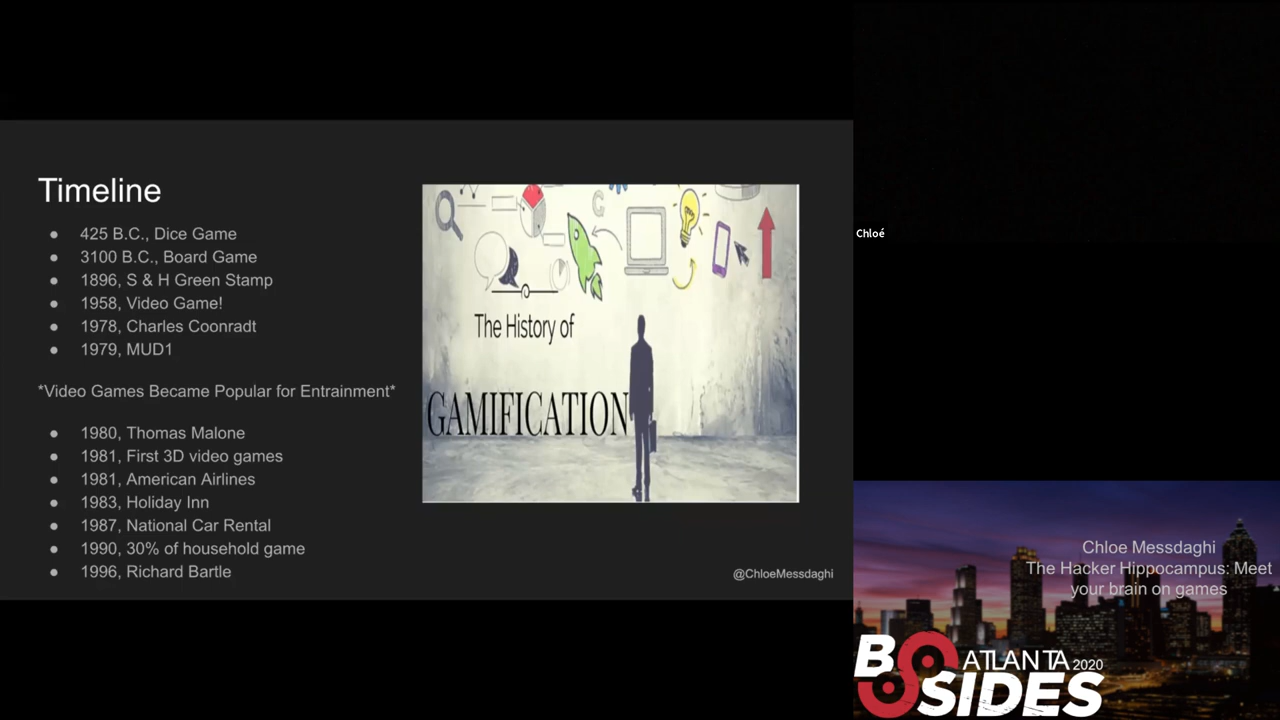 Timeline
● 425 B.C., Dice Game
● 3100 B.C., Board Game
● 1896, S & H Green Stamp
● 1958, Video Game!
● 1978, Charles Coonradt
● 1979, MUD1
*Video Games Became Popular for Entrainment*
● 1980, Thomas Malone
● 1981, First 3D video games
● 1981, American Airlines
● 1983, Holiday Inn
● 1987, National Car Rental
● 1990, 30% of household game
● 1996, Richard Bartle
G
The History of
GAMIFICATION
@ChloeMessdaghi
Chloé
Chloe Messdaghi
The Hacker Hippocampus: Meet
your brain on games
BSIDES
ATLANTA 2020